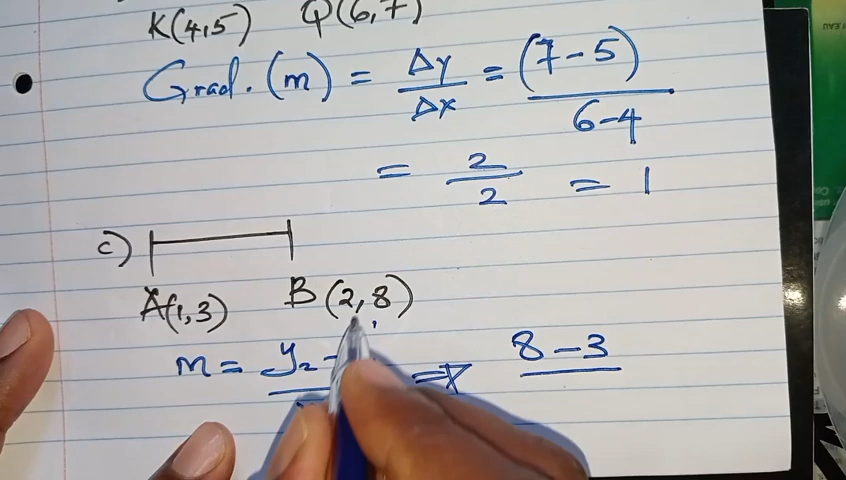 K(4,5) Q(6,7)
Grad. (m) = Δy/Δx = (7-5)/6-4
= 2/2 = 1
c)
A(1,3) B(2,8)
m = y₂- => 8-3